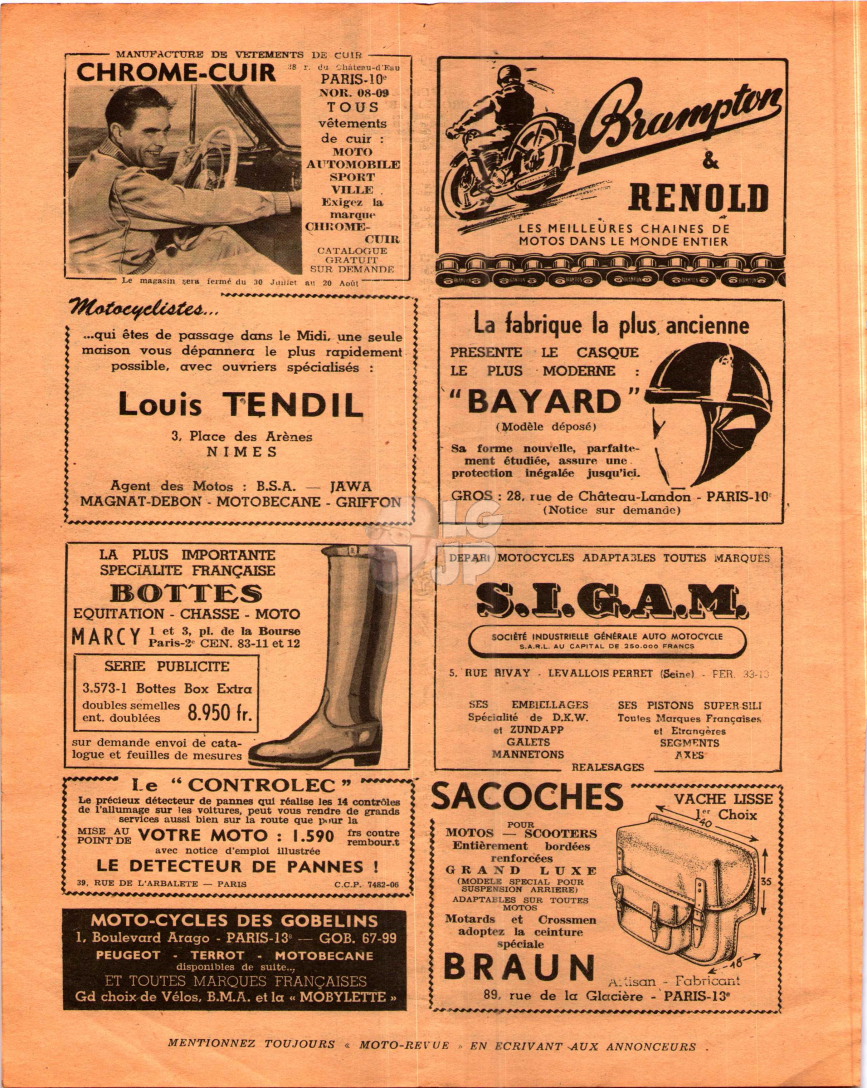 MANUFACTURE DE VETEMENTS DE CUIR
CHROME-CUIR
38 r. du Château-d'Eau
PARIS-10e
NOR. 08-09
TOUS
vêtements
de cuir :
MOTO
AUTOMOBILE
SPORT
VILLE
Exigez la
marque
CHROME-
CUIR
CATALOGUE
GRATUIT
SUR DEMANDE
Le magasin sera fermé du 30 Juillet au 20 Août
Brampton
&
RENOLD
LES MEILLEURES CHAINES DE
MOTOS DANS LE MONDE ENTIER
Motocyclistes...
...qui êtes de passage dans le Midi, une seule
maison vous dépannera le plus rapidement
possible, avec ouvriers spécialisés :
Louis TENDIL
3, Place des Arènes
NIMES
Agent des Motos : B.S.A. — JAWA
MAGNAT-DEBON - MOTOBECANE - GRIFFON
La fabrique la plus ancienne
PRESENTE LE CASQUE
LE PLUS MODERNE :
"BAYARD"
(Modèle déposé)
Sa forme nouvelle, parfaite-
ment étudiée, assure une
protection inégalée jusqu'ici.
GROS : 28, rue de Château-Landon - PARIS-10e
(Notice sur demande)
LG
JP
LA PLUS IMPORTANTE
SPECIALITE FRANÇAISE
BOTTES
EQUITATION - CHASSE - MOTO
MARCY 1 et 3, pl. de la Bourse
Paris-2e CEN. 83-11 et 12
SERIE PUBLICITE
3.573-1 Bottes Box Extra
doubles semelles
ent. doublées 8.950 fr.
sur demande envoi de cata-
logue et feuilles de mesures
DEPART MOTOCYCLES ADAPTABLES TOUTES MARQUES
S.I.G.A.M.
SOCIÉTÉ INDUSTRIELLE GÉNÉRALE AUTO MOTOCYCLE
S.A.R.L. AU CAPITAL DE 250.000 FRANCS
5, RUE RIVAY - LEVALLOIS PERRET (Seine) - PER.
SES EMBIELLAGES
Spécialité de D.K.W.
et ZUNDAPP
GALETS
MANNETONS
SES PISTONS SUPER-SILI
Toutes Marques Françaises
et Etrangères
SEGMENTS
AXES
REALESAGES
Le "CONTROLEC"
Le précieux détecteur de pannes qui réalise les 14 contrôles
de l'allumage sur les voitures, peut vous rendre de grands
services aussi bien sur la route que pour la
MISE AU
POINT DE VOTRE MOTO : 1.590 frs contre
rembour.t
avec notice d'emploi illustrée
LE DETECTEUR DE PANNES !
39, RUE DE L'ARBALETE — PARIS C.C.P. 7482-06
SACOCHES
VACHE LISSE
1er Choix
40
35
18
POUR
MOTOS — SCOOTERS
Entièrement bordées
renforcées
GRAND LUXE
(MODELE SPECIAL POUR
SUSPENSION ARRIERE)
ADAPTABLES SUR TOUTES
MOTOS
Motards et Crossmen
adoptez la ceinture
spéciale
BRAUN
Artisan - Fabricant
89, rue de la Glacière - PARIS-13e
MOTO-CYCLES DES GOBELINS
1, Boulevard Arago - PARIS-13e — GOB. 67-99
PEUGEOT - TERROT - MOTOBECANE
disponibles de suite...
ET TOUTES MARQUES FRANÇAISES
Gd choix de Vélos, B.M.A. et la « MOBYLETTE »
MENTIONNEZ TOUJOURS « MOTO-REVUE » EN ECRIVANT AUX ANNONCEURS .